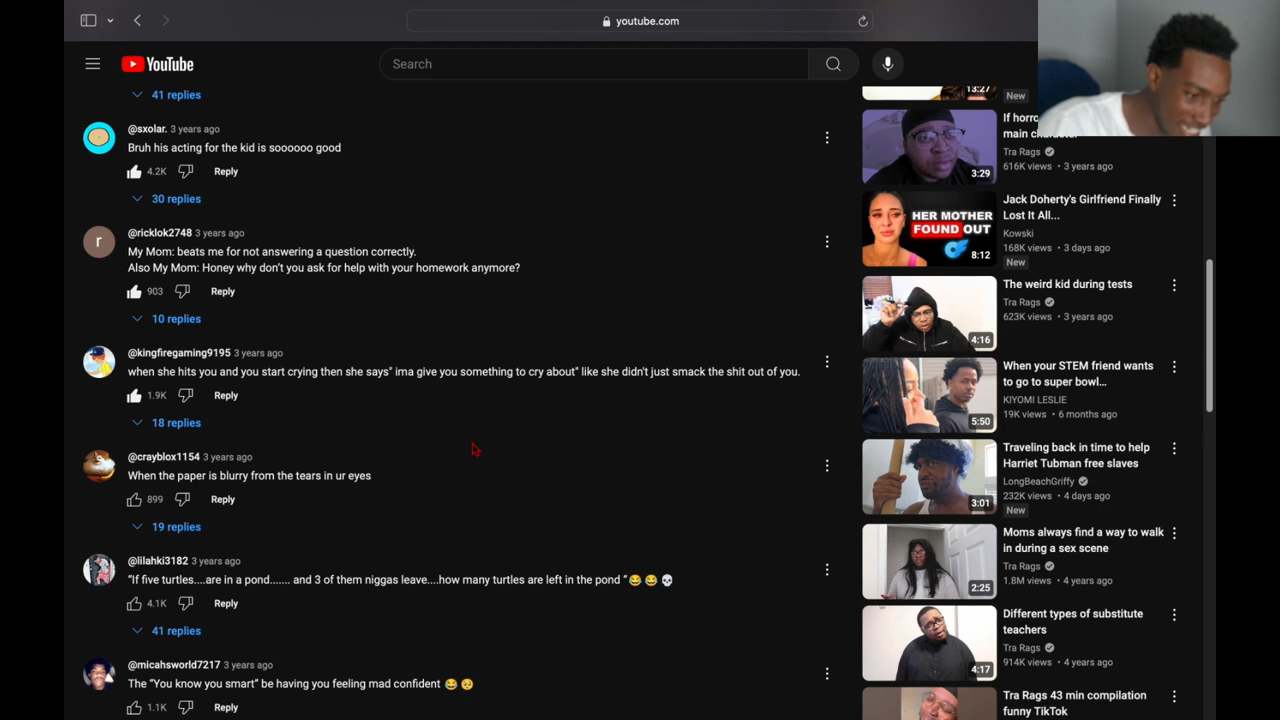 youtube.com
YouTube
Search
41 replies
@sxolar. 3 years ago
Bruh his acting for the kid is soooooo good
4.2K
Reply
30 replies
r
@ricklok2748 3 years ago
My Mom: beats me for not answering a question correctly.
Also My Mom: Honey why don't you ask for help with your homework anymore?
903
Reply
10 replies
@kingfiregaming9195 3 years ago
when she hits you and you start crying then she says" ima give you something to cry about" like she didn't just smack the shit out of you.
1.9K
Reply
18 replies
@crayblox1154 3 years ago
When the paper is blurry from the tears in ur eyes
899
Reply
19 replies
@lilahki3182 3 years ago
"If five turtles....are in a pond....... and 3 of them niggas leave....how many turtles are left in the pond "😂 😂 💀
4.1K
Reply
41 replies
@micahsworld7217 3 years ago
The “You know you smart” be having you feeling mad confident 😂 🥺
1.1K
Reply
13:27
New
If horro
main
Tra Rags
616K views • 3 years ago
3:29
Jack Doherty's Girlfriend Finally
Lost It All...
Kowski
168K views • 3 days ago
New
HER MOTHER
FOUND OUT
8:12
The weird kid during tests
Tra Rags
623K views • 3 years ago
4:16
When your STEM friend wants
to go to super bowl...
KIYOMI LESLIE
19K views • 6 months ago
5:50
Traveling back in time to help
Harriet Tubman free slaves
LongBeachGriffy
232K views • 4 days ago
New
3:01
Moms always find a way to walk
in during a sex scene
Tra Rags
1.8M views • 4 years ago
2:25
Different types of substitute
teachers
Tra Rags
914K views • 4 years ago
4:17
Tra Rags 43 min compilation
funny TikTok